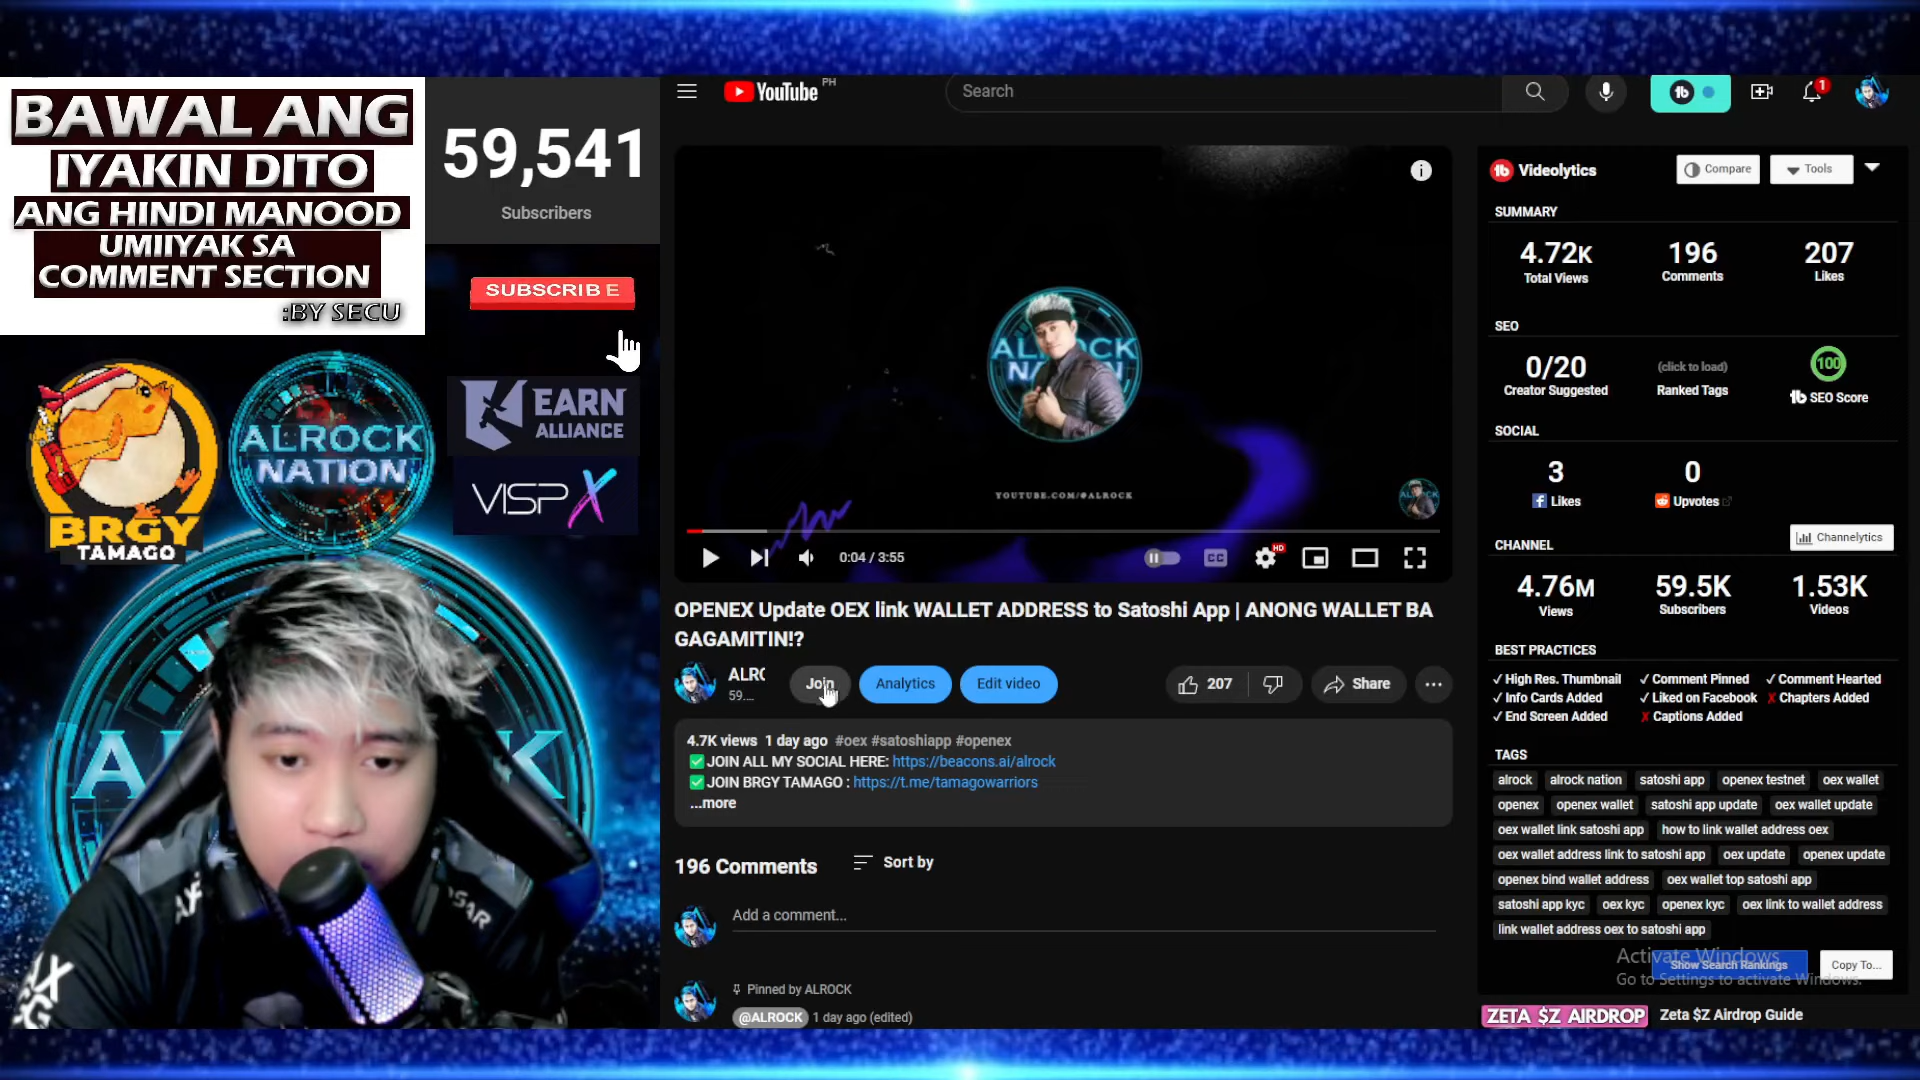 BAWAL ANG
IYAKIN DITO
ANG HINDI MANOOD
UMIIYAK SA
COMMENT SECTION
:BY SECU
59,541
Subscribers
SUBSCRIBE
BRGY
TAMAGO
ALROCK
NATION
EARN
ALLIANCE
VISPX
YouTube PH
Search
1
ALROCK
NATION
YOUTUBE.COM/@ALROCK
0:04 / 3:55
CC
HD
OPENEX Update OEX link WALLET ADDRESS to Satoshi App | ANONG WALLET BA
GAGAMITIN!?
ALRC
59....
Join
Analytics
Edit video
207
Share
4.7K views 1 day ago #oex #satoshiapp #openex
✅JOIN ALL MY SOCIAL HERE: https://beacons.ai/alrock
✅JOIN BRGY TAMAGO : https://t.me/tamagowarriors
...more
196 Comments
Sort by
Add a comment...
Pinned by ALROCK
@ALROCK 1 day ago (edited)
Videolytics
Compare
Tools
SUMMARY
4.72K 196 207
Total Views Comments Likes
SEO
0/20 (click to load) 100
Creator Suggested Ranked Tags SEO Score
SOCIAL
3 0
Likes Upvotes
CHANNEL
Channelytics
4.76M 59.5K 1.53K
Views Subscribers Videos
BEST PRACTICES
✓ High Res. Thumbnail ✓ Comment Pinned ✓ Comment Hearted
✓ Info Cards Added ✓ Liked on Facebook ✗ Chapters Added
✓ End Screen Added ✗ Captions Added
TAGS
alrock alrock nation satoshi app openex testnet oex wallet
openex openex wallet satoshi app update oex wallet update
oex wallet link satoshi app how to link wallet address oex
oex wallet address link to satoshi app oex update openex update
openex bind wallet address oex wallet top satoshi app
satoshi app kyc oex kyc openex kyc oex link to wallet address
link wallet address oex to satoshi app
Activate Windows
Show Search Rankings
Copy To...
Go to Settings to activate Windows.
ZETA $Z AIRDROP
Zeta $Z Airdrop Guide